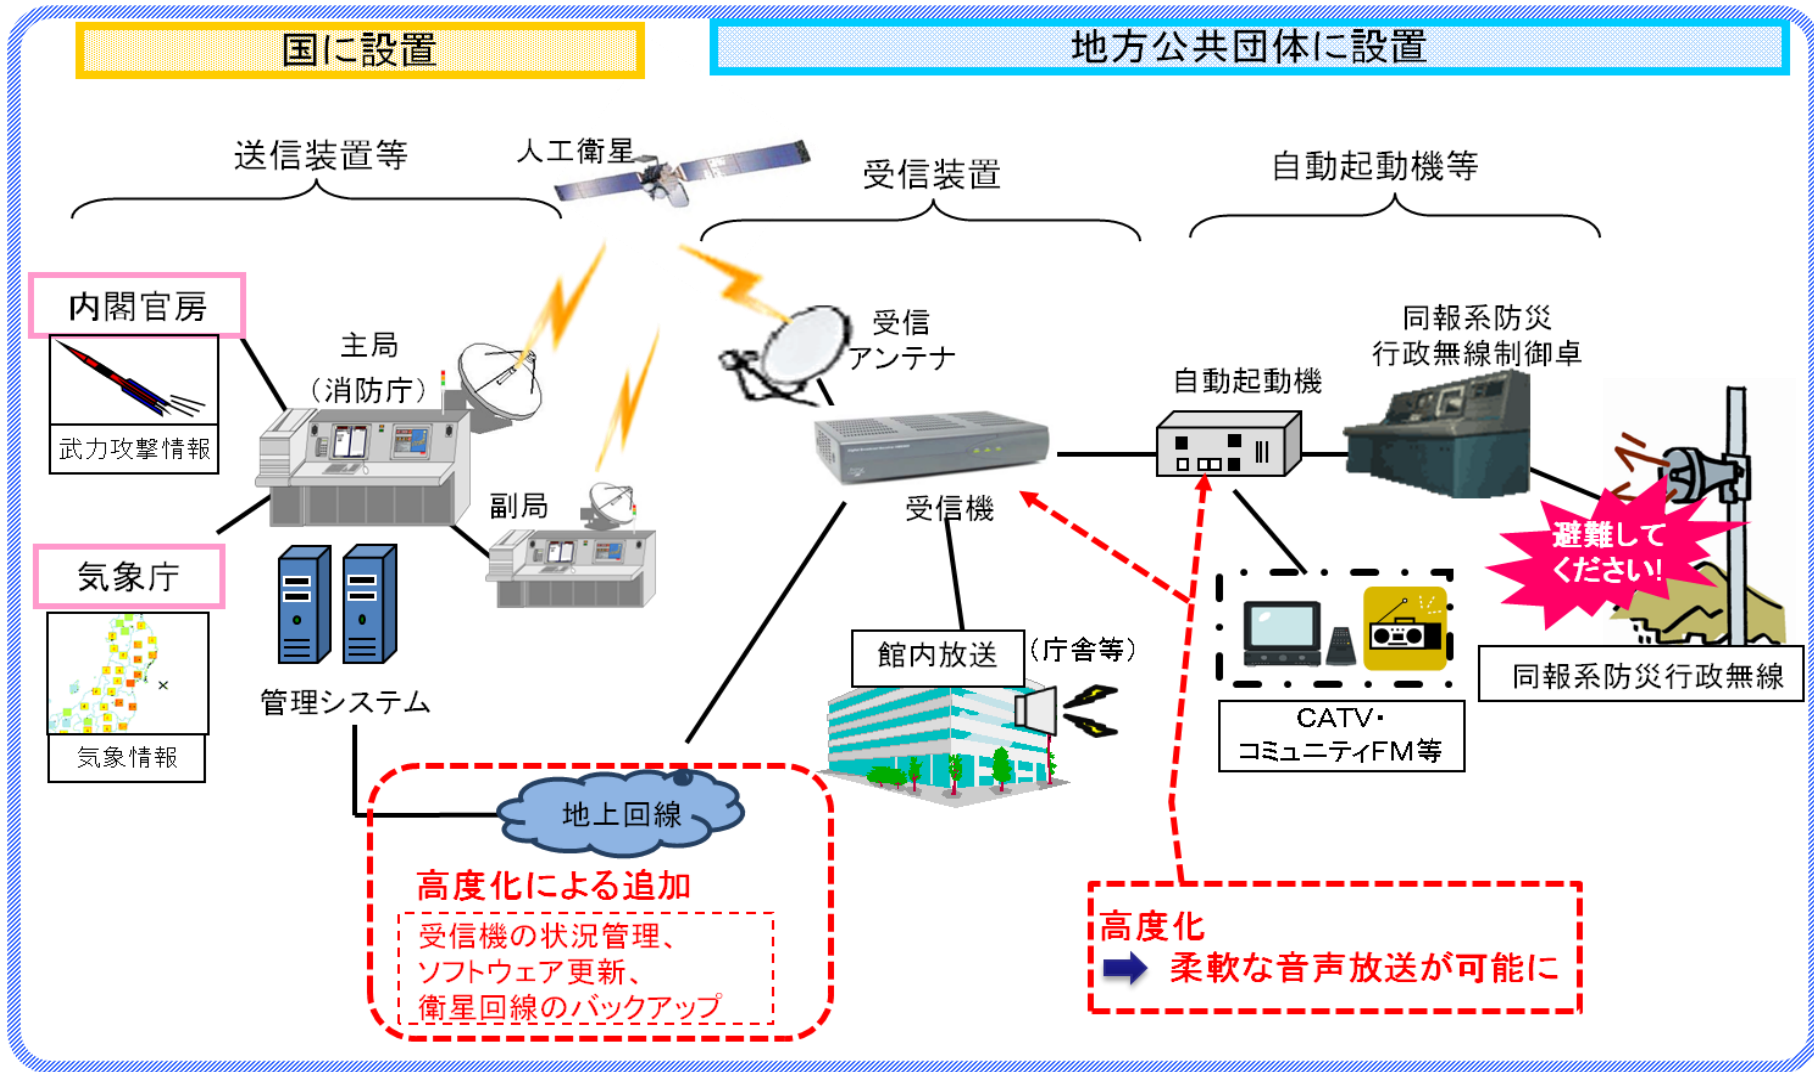 国に設置
地方公共団体に設置
送信装置等
人工衛星
受信装置
自動起動機等
内閣官房
武力攻撃情報
主局
（消防庁）
副局
気象庁
気象情報
管理システム
受信
アンテナ
受信機
自動起動機
同報系防災
行政無線制御卓
避難して
ください!
館内放送
（庁舎等）
CATV・
コミュニティFM等
同報系防災行政無線
地上回線
高度化による追加
受信機の状況管理、
ソフトウェア更新、
衛星回線のバックアップ
高度化
柔軟な音声放送が可能に